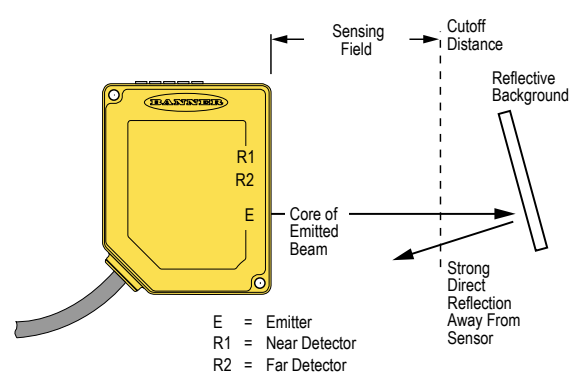 Sensing
Field
Cutoff
Distance
Reflective
Background
BANNER
R1
R2
E
Core of
Emitted
Beam
Strong
Direct
Reflection
Away From
Sensor
E = Emitter
R1 = Near Detector
R2 = Far Detector